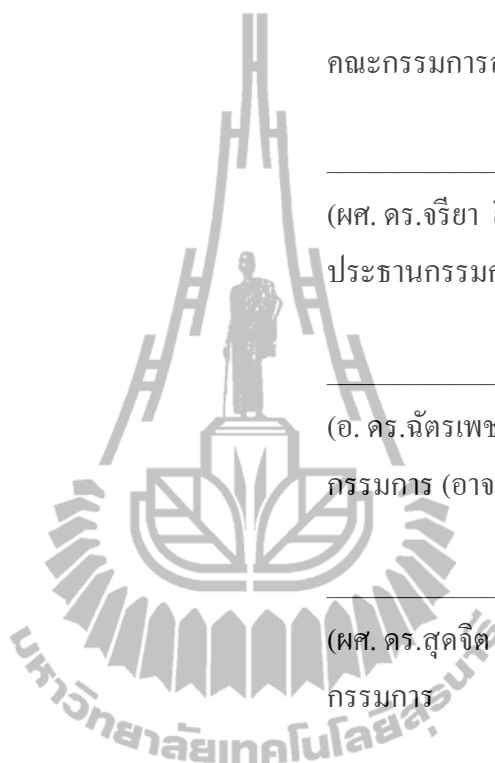 คณะกรรมการ
(ผศ. ดร.จรียา
ประธานกรรม
(อ. ดร.ฉัตรเพช
กรรมการ (อาจ
(ผศ. ดร.สุดจิต
กรรมการ
มหาวิทยาลัยเทคโนโลยีสุรนารี